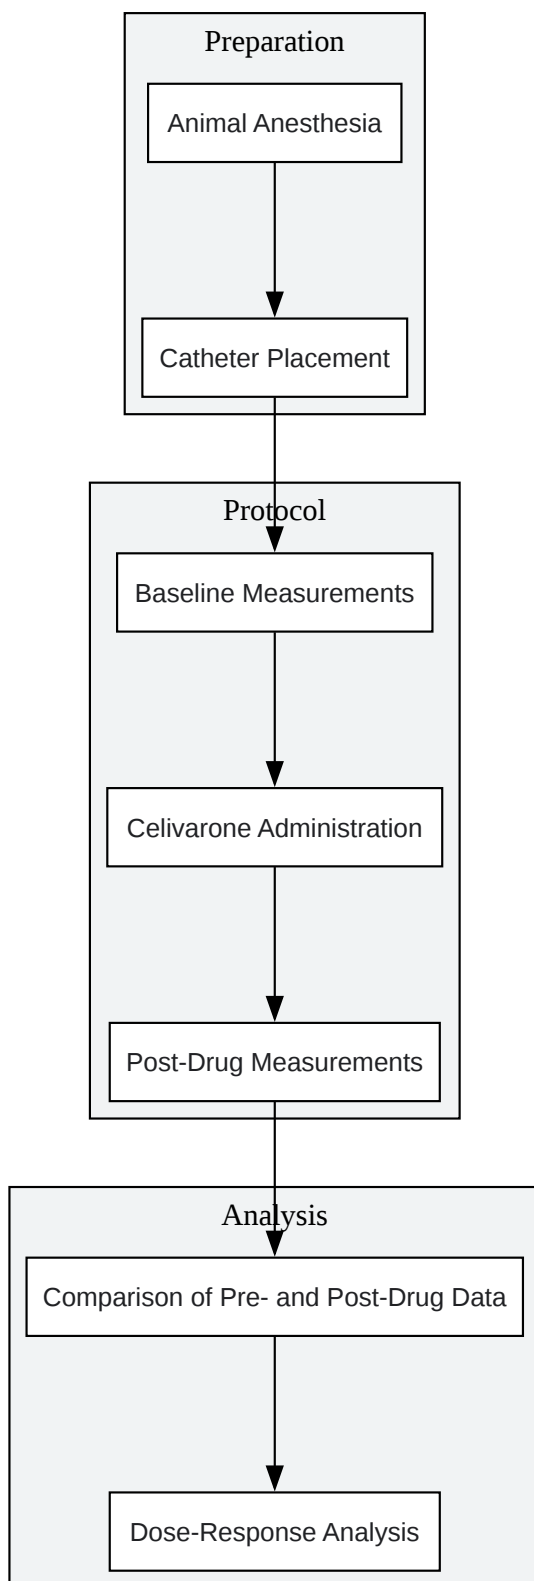 Preparation
Animal Anesthesia
Catheter Placement
Protocol
Baseline Measurements
Celivarone Administration
Post-Drug Measurements
Analysis
Comparison of Pre- and Post-Drug Data
Dose-Response Analysis